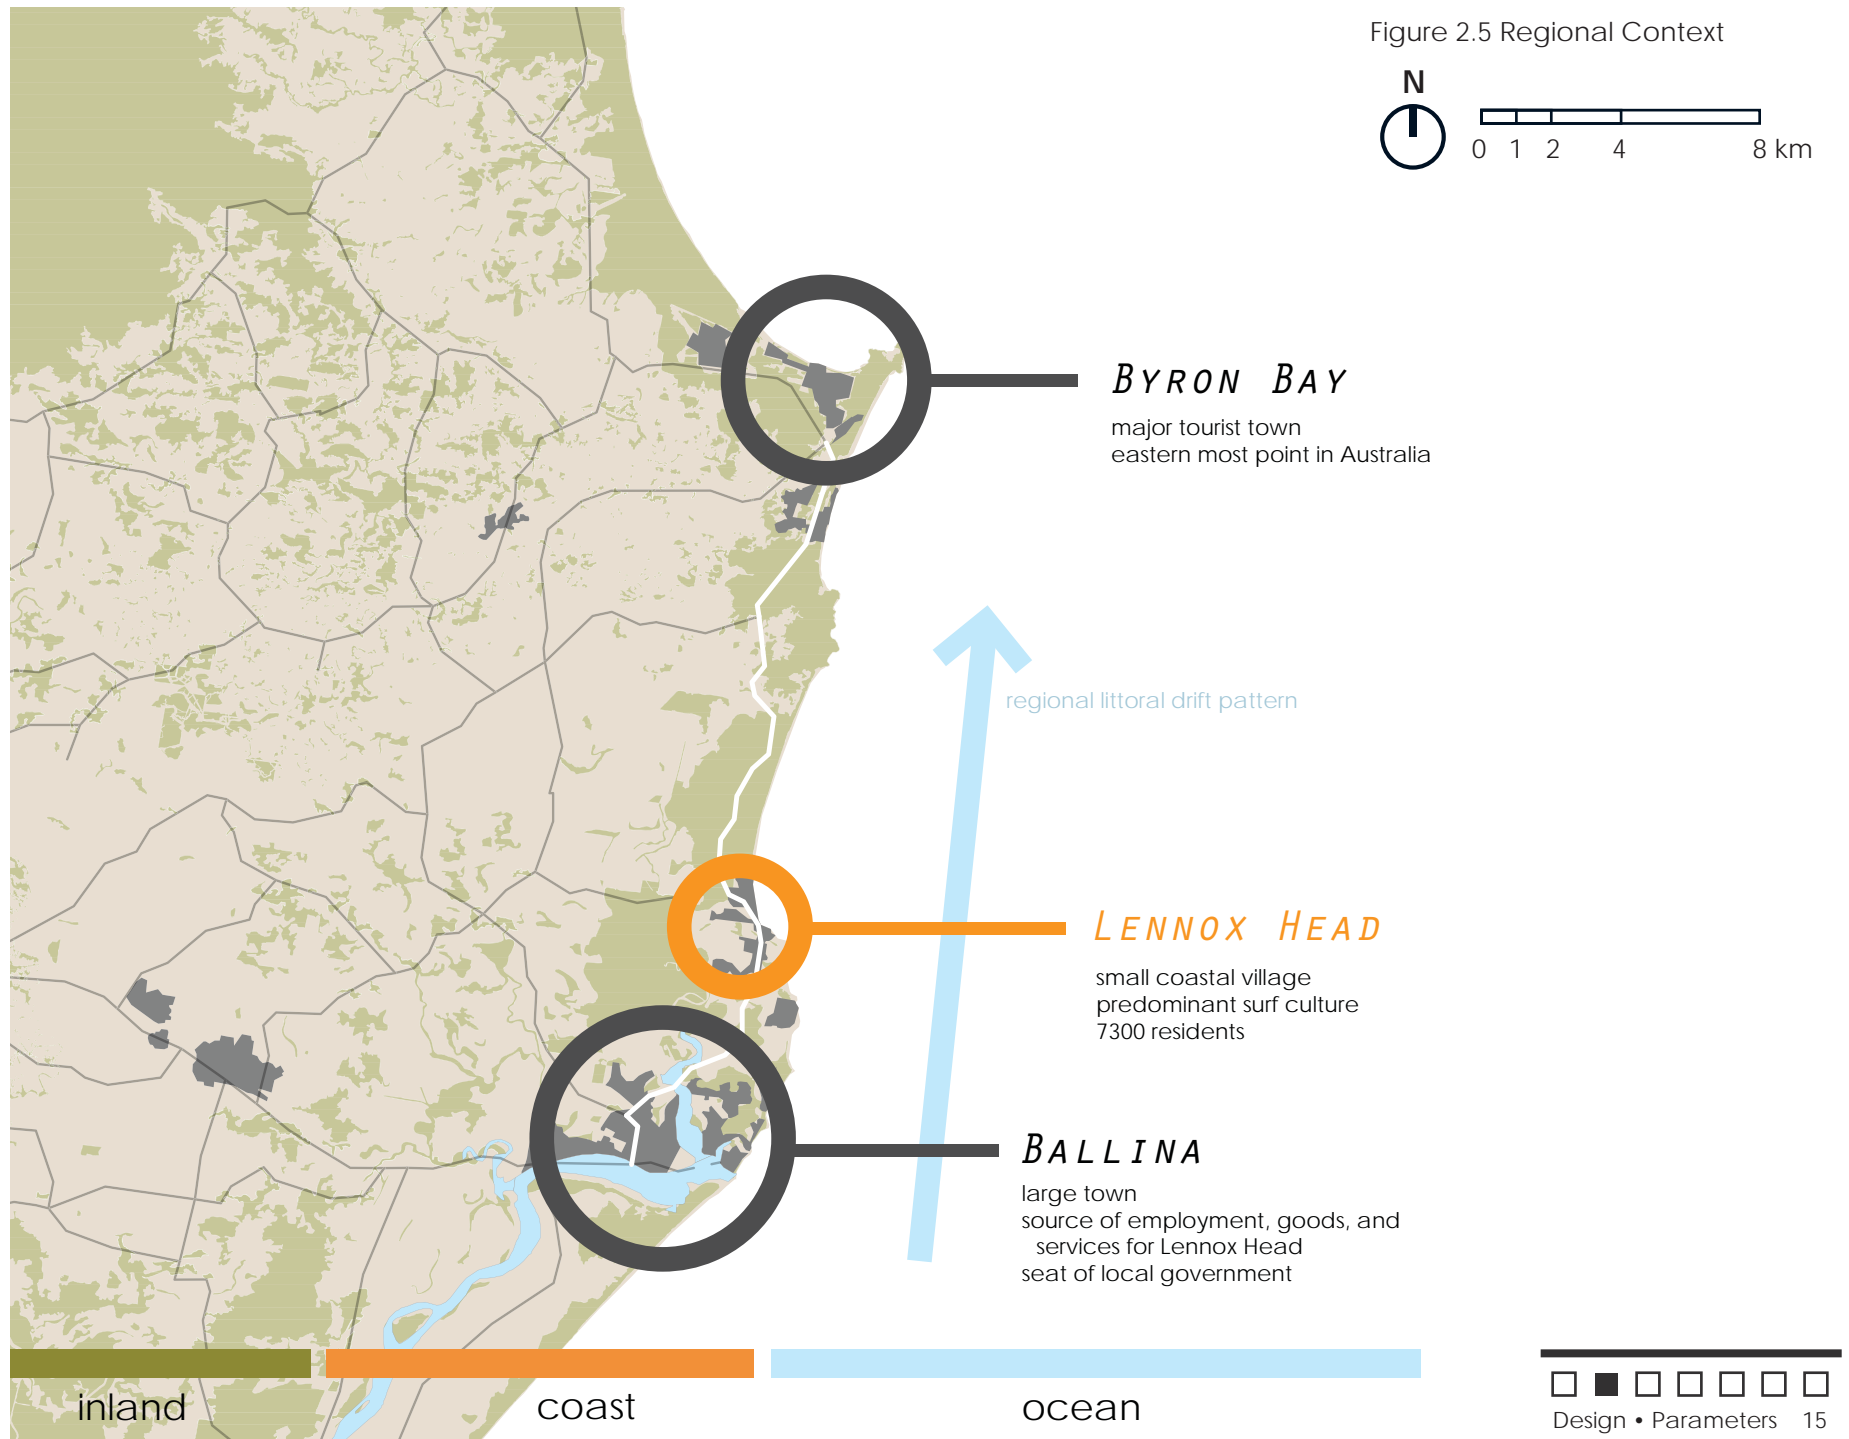 Figure 2.5 Regional Context
N
0 1 2 4 8 km
BYRON BAY
major tourist town
eastern most point in Australia
regional littoral drift pattern
LENNOX HEAD
small coastal village
predominant surf culture
7300 residents
BALLINA
large town
source of employment, goods, and
services for Lennox Head
seat of local government
inland
coast
ocean
Design • Parameters 15